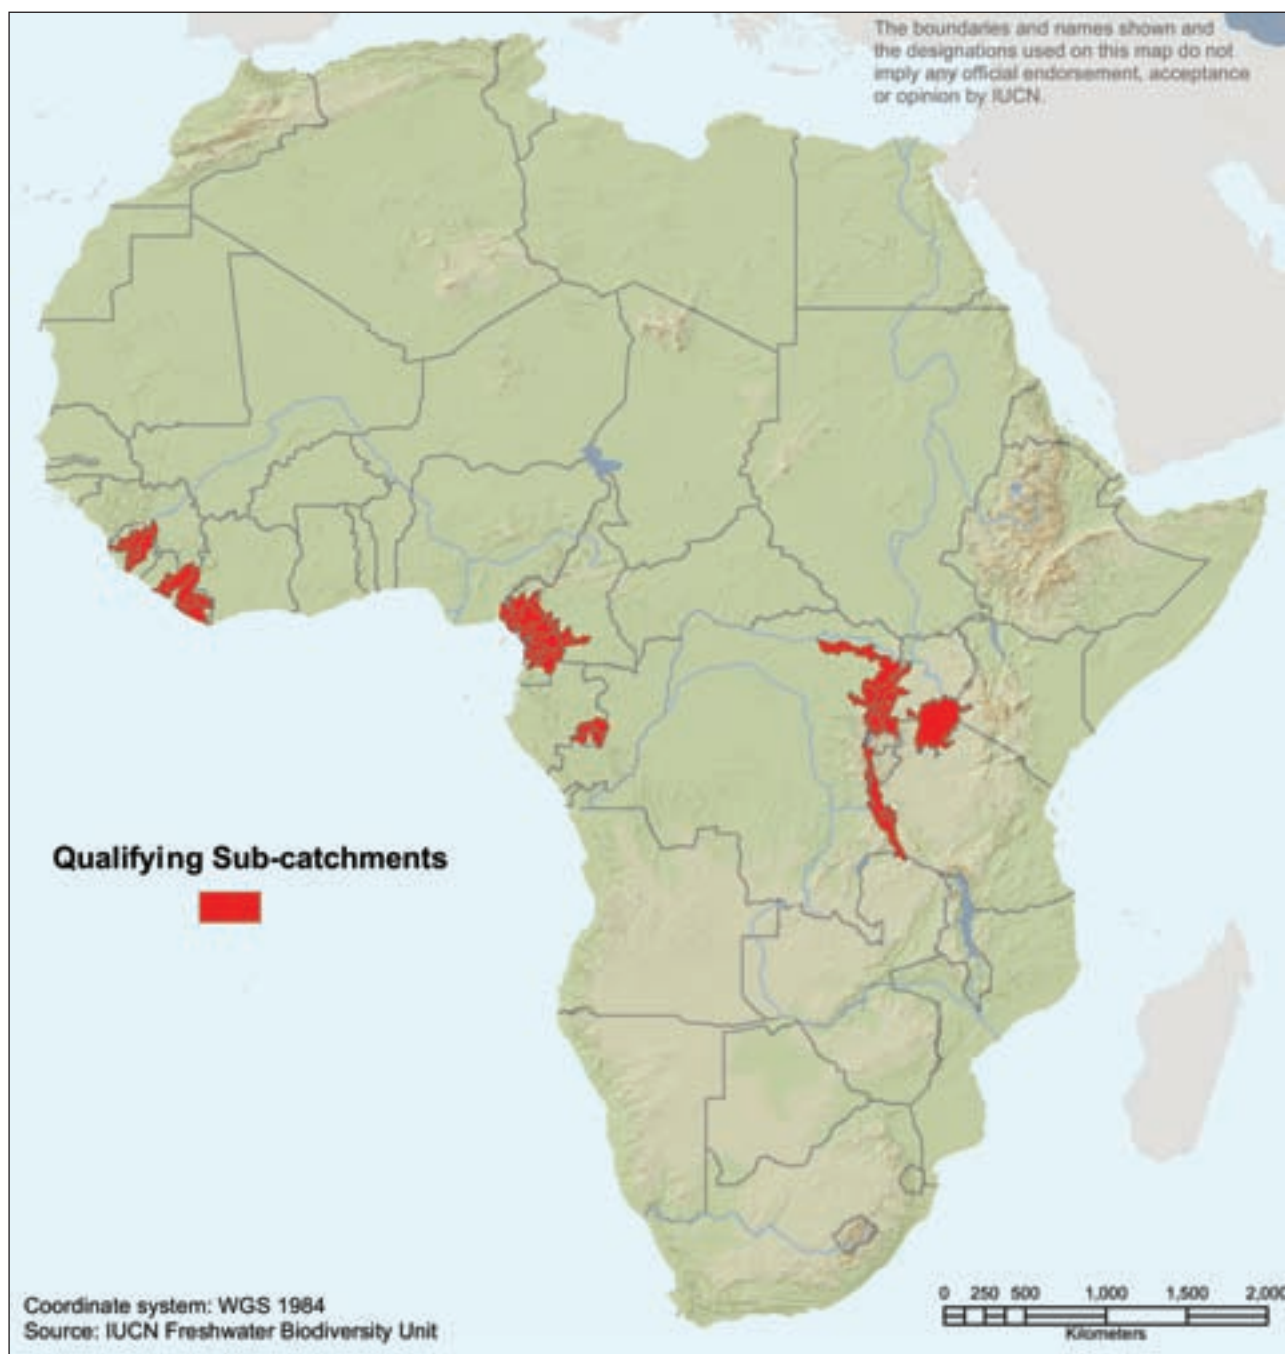 The boundaries and names shown and
the designations used on this map do not
imply any official endorsement, acceptance
or opinion by IUCN.
Qualifying Sub-catchments
Coordinate system: WGS 1984
Source: IUCN Freshwater Biodiversity Unit
0 250 500 1,000 1,500 2,000
Kilometers